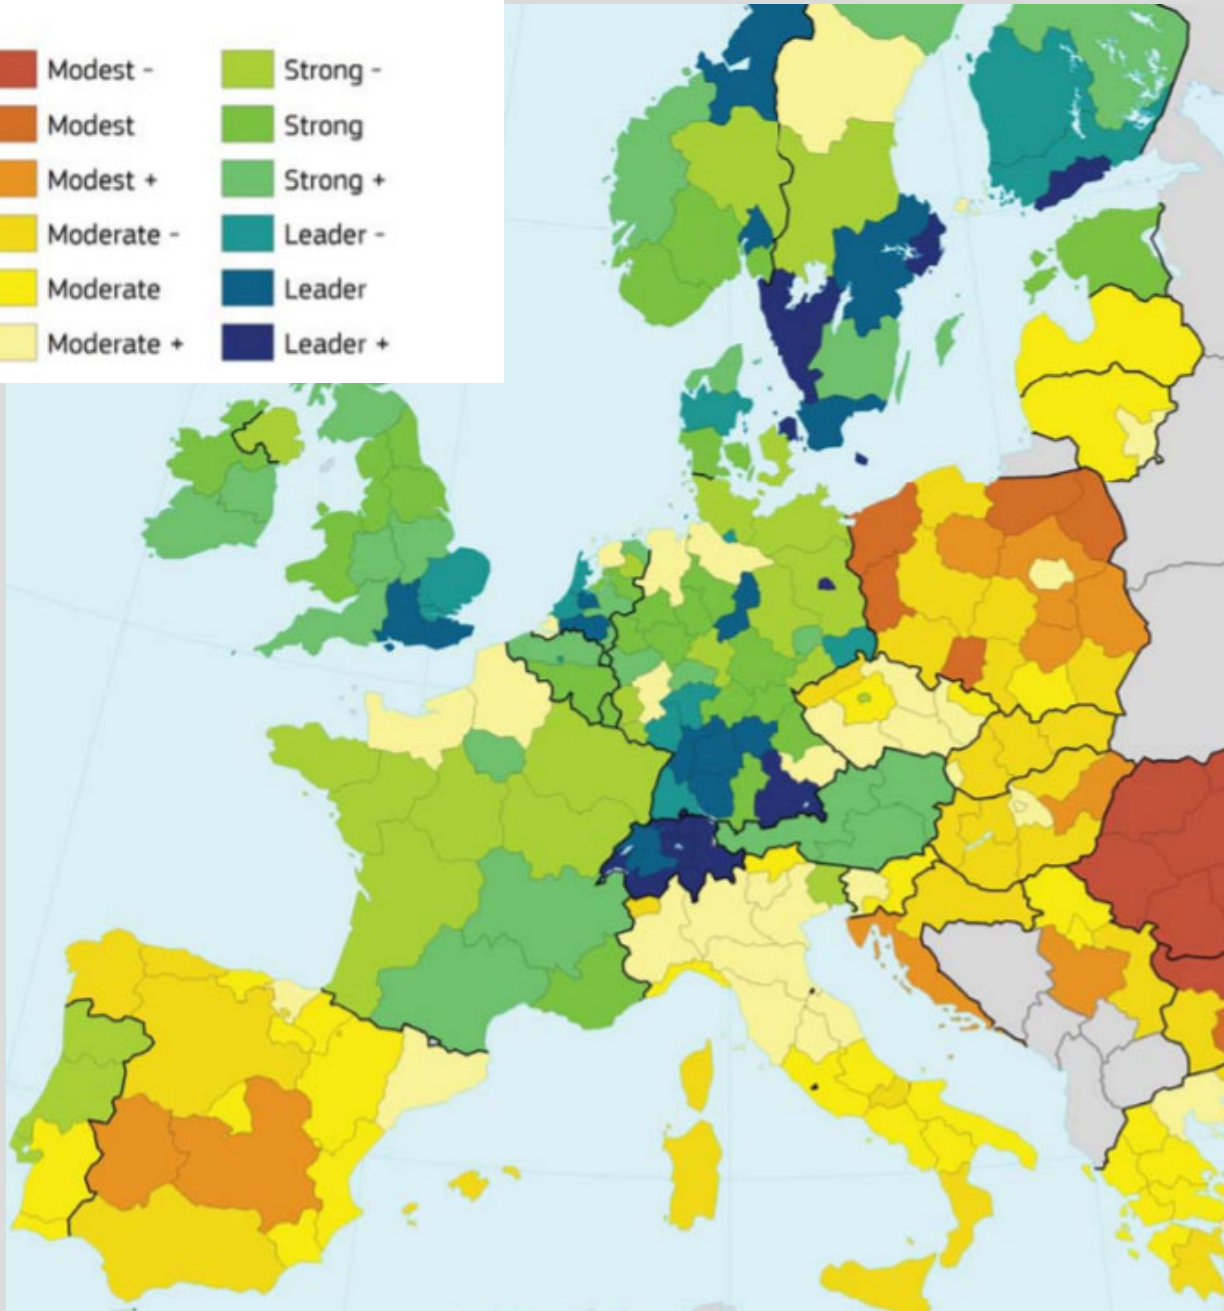 Modest -
Modest
Modest +
Moderate -
Moderate
Moderate +
Strong -
Strong
Strong +
Leader -
Leader
Leader +